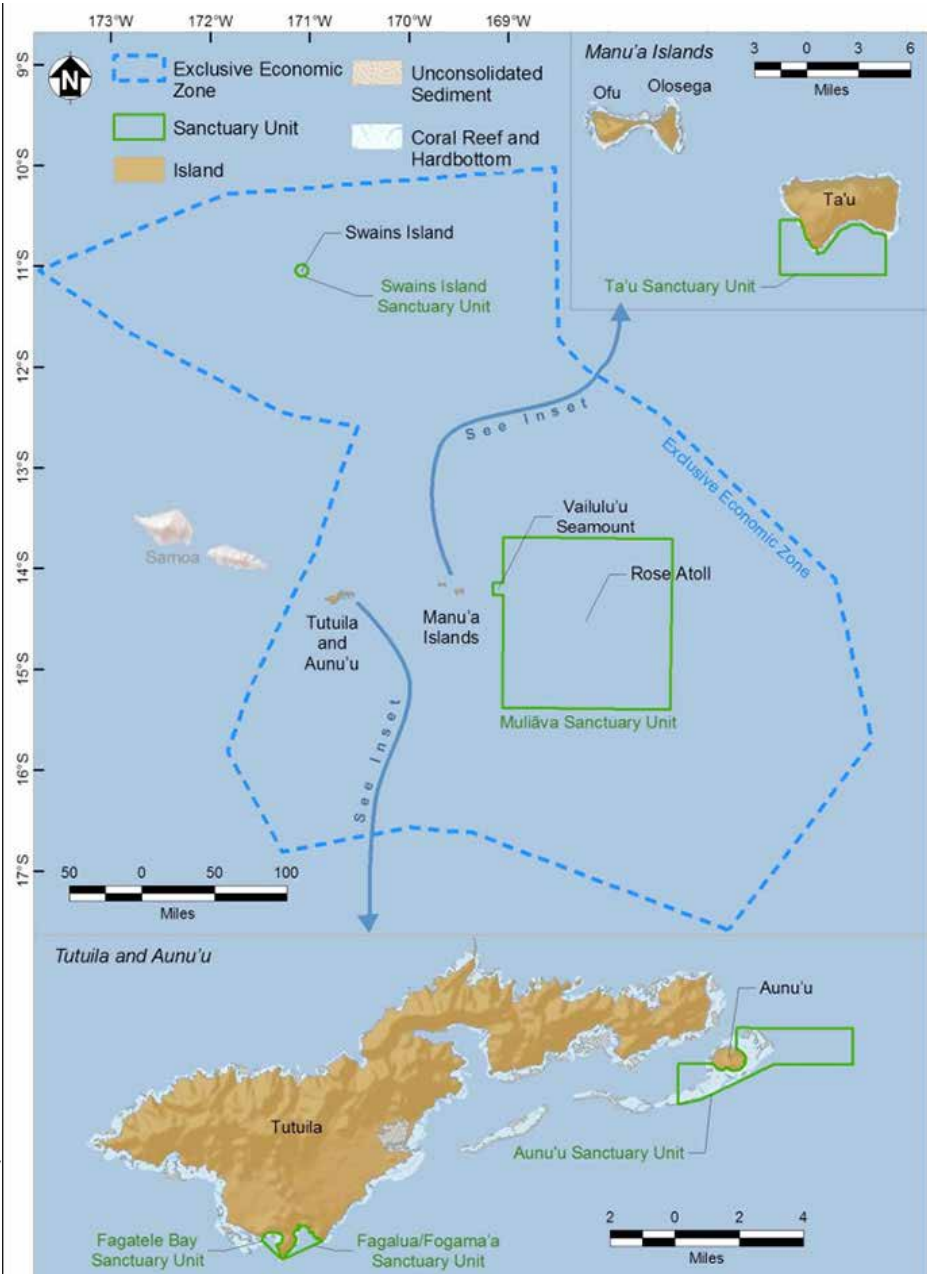 173°W 172°W 171°W 170°W 169°W
9°S
10°S
11°S
12°S
13°S
14°S
15°S
16°S
17°S
N
Exclusive Economic
Zone
Sanctuary Unit
Island
Unconsolidated
Sediment
Coral Reef and
Hardbottom
Manu'a Islands
3 0 3 6
Miles
Ofu
Olosega
Ta'u
Ta'u Sanctuary Unit
Swains Island
Swains Island
Sanctuary Unit
See Inset
Exclusive Economic Zone
Samoa
Vailulu'u
Seamount
Rose Atoll
Tutuila
and
Aunu'u
Manu'a
Islands
Muliāva Sanctuary Unit
See Inset
50 0 50 100
Miles
Tutuila and Aunu'u
Aunu'u
Tutuila
Aunu'u Sanctuary Unit
Fagatele Bay
Sanctuary Unit
Fagalua/Fogama'a
Sanctuary Unit
2 0 2 4
Miles